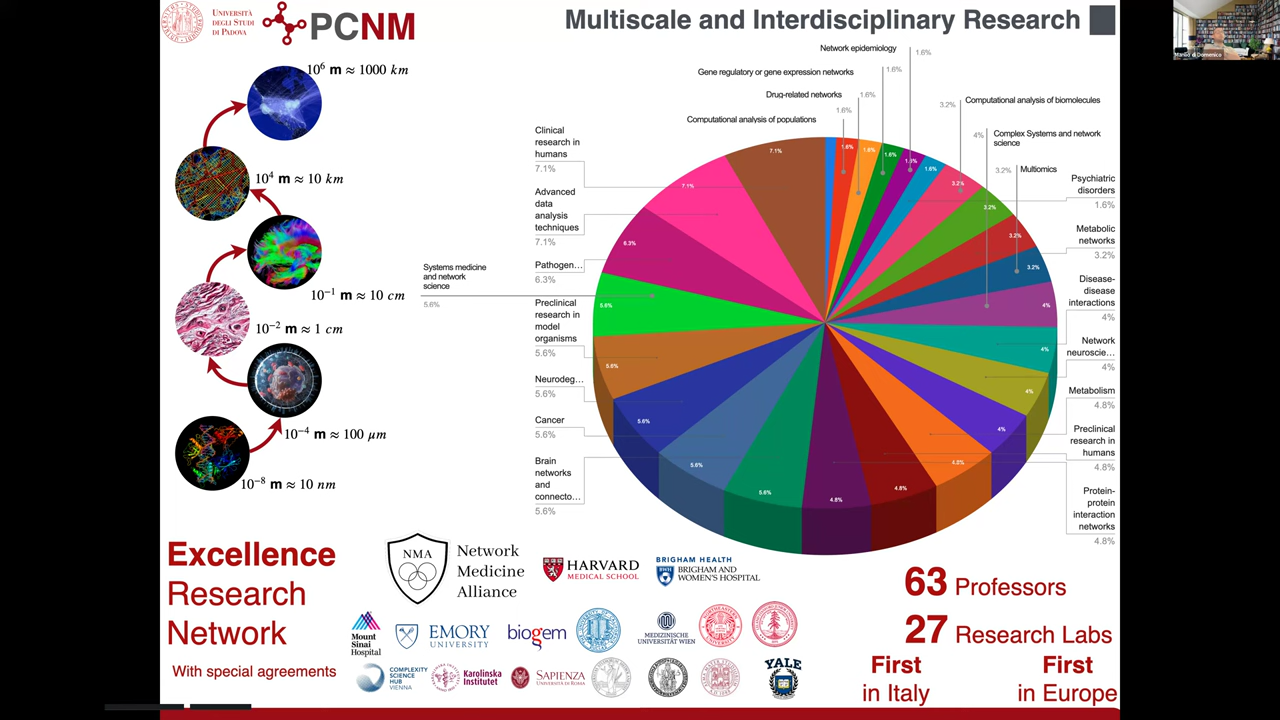 UNIVERSITÀ
DEGLI STUDI
DI PADOVA
PCNM
Multiscale and Interdisciplinary Research
10⁶ m ≈ 1000 km
10⁴ m ≈ 10 km
10⁻¹ m ≈ 10 cm
10⁻² m ≈ 1 cm
10⁻⁴ m ≈ 100 μm
10⁻⁸ m ≈ 10 nm
Network epidemiology
1.6%
Gene regulatory or gene expression networks
1.6%
Drug-related networks
1.6%
Computational analysis of populations
1.6%
Computational analysis of biomolecules
3.2%
Complex Systems and network
science
4%
Multiomics
3.2%
Psychiatric
disorders
1.6%
Metabolic
networks
3.2%
Disease-
disease
interactions
4%
Network
neuroscie...
4%
Metabolism
4.8%
Preclinical
research in
humans
4.8%
Protein-
protein
interaction
networks
4.8%
Clinical
research in
humans
7.1%
Advanced
data
analysis
techniques
7.1%
Pathogen...
6.3%
Systems medicine
and network
science
5.6%
Preclinical
research in
model
organisms
5.6%
Neurodeg...
5.6%
Cancer
5.6%
Brain
networks
and
connecto...
5.6%
7.1%
7.1%
6.3%
5.6%
5.6%
5.6%
5.6%
5.6%
4.8%
4.8%
4.8%
4%
4%
4%
4%
3.2%
3.2%
3.2%
3.2%
1.6%
1.6%
1.6%
1.6%
1.6%
Excellence
Research
Network
With special agreements
NMA
Network
Medicine
Alliance
HARVARD
MEDICAL SCHOOL
BRIGHAM HEALTH
BH
BRIGHAM AND
WOMEN'S HOSPITAL
Mount
Sinai
Hospital
EMORY
UNIVERSITY
biogem
MEDIZINISCHE
UNIVERSITÄT WIEN
COMPLEXITY
SCIENCE
HUB
VIENNA
Karolinska
Institutet
SAPIENZA
UNIVERSITÀ DI ROMA
YALE
63 Professors
27 Research Labs
First
in Italy
First
in Europe